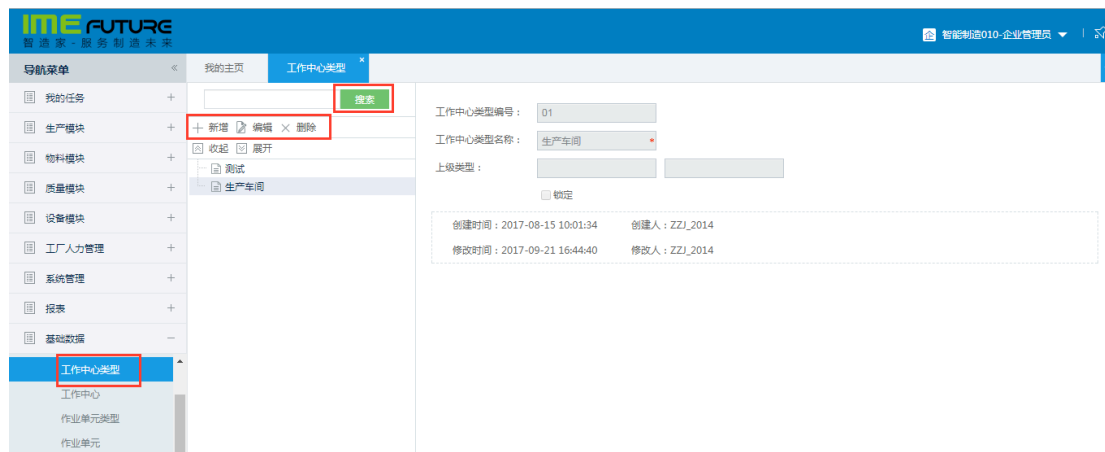 IME FUTURE
智造家-服务制造未来
企 智能制造010-企业管理员
导航菜单
我的主页
工作中心类型
我的任务
生产模块
物料模块
质量模块
设备模块
工厂人力管理
系统管理
报表
基础数据
工作中心类型
工作中心
作业单元类型
作业单元
搜索
新增 编辑 删除
收起 展开
测试
生产车间
工作中心类型编号： 01
工作中心类型名称： 生产车间 *
上级类型：
锁定
创建时间：2017-08-15 10:01:34 创建人：ZZJ_2014
修改时间：2017-09-21 16:44:40 修改人：ZZJ_2014